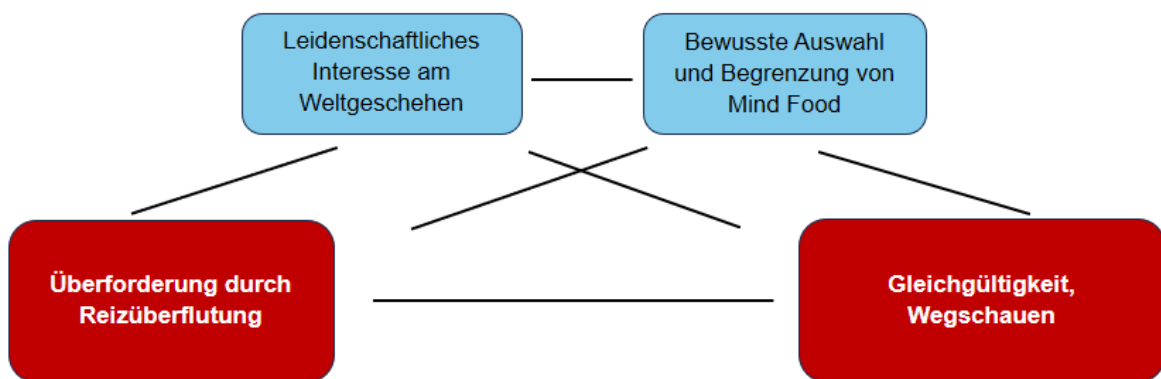 Leidenschaftliches
Interesse am
Weltgeschehen
Bewusste Auswahl
und Begrenzung von
Mind Food
Überforderung durch
Reizüberflutung
Gleichgültigkeit,
Wegschauen